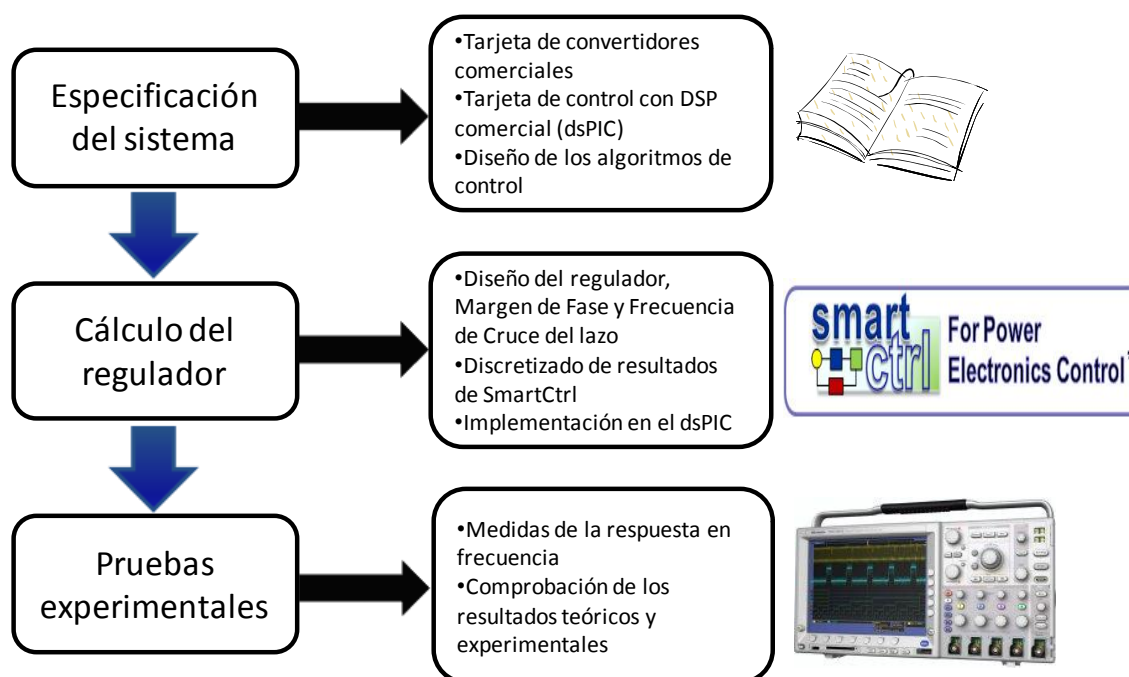 Especificación
del sistema
•Tarjeta de convertidores
comerciales
•Tarjeta de control con DSP
comercial (dsPIC)
•Diseño de los algoritmos de
control
Cálculo del
regulador
•Diseño del regulador,
Margen de Fase y Frecuencia
de Cruce del lazo
•Discretizado de resultados
de SmartCtrl
•Implementación en el dsPIC
smart
ctrl
For Power
Electronics Control
Pruebas
experimentales
•Medidas de la respuesta en
frecuencia
•Comprobación de los
resultados teóricos y
experimentales